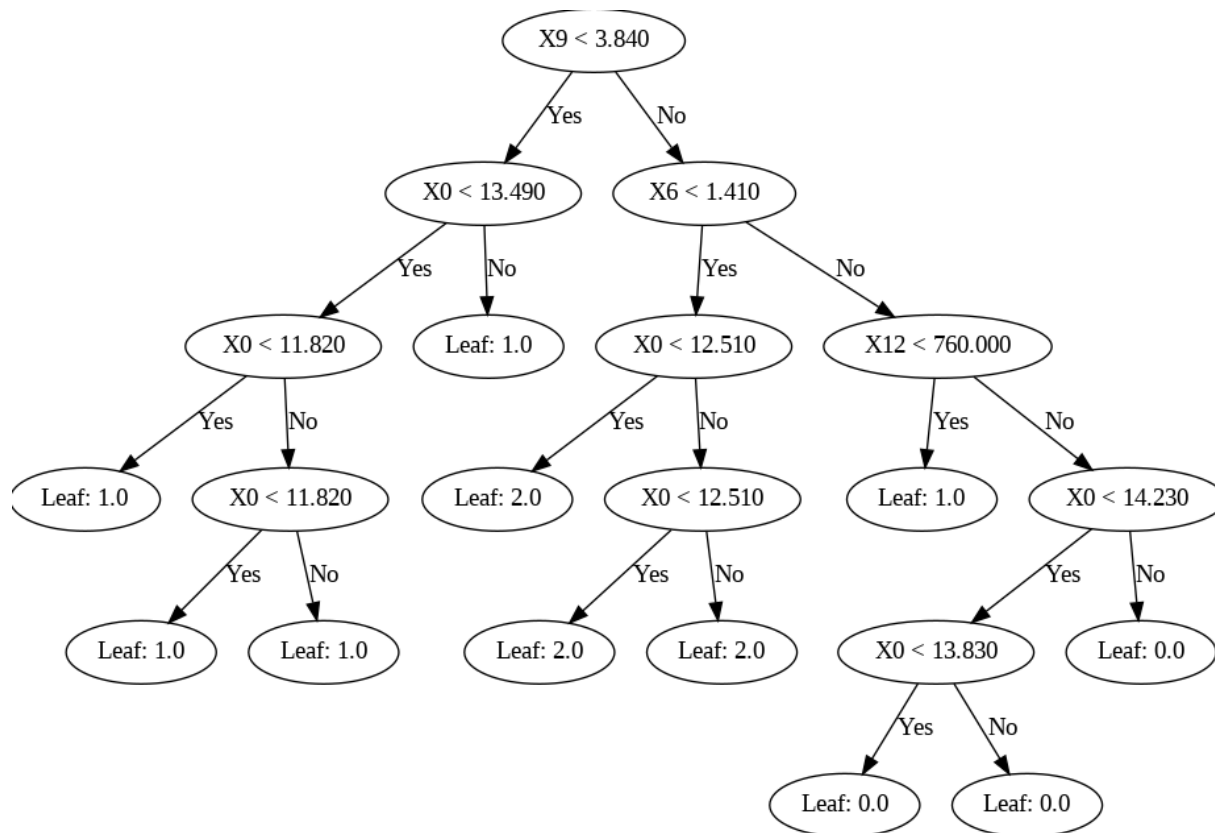 X9 < 3.840
Yes
No
X0 < 13.490
X6 < 1.410
Yes
No
Yes
No
X0 < 11.820
Leaf: 1.0
X0 < 12.510
X12 < 760.000
Yes
No
Yes
No
Yes
No
Leaf: 1.0
X0 < 11.820
Leaf: 2.0
X0 < 12.510
Leaf: 1.0
X0 < 14.230
Yes
No
Yes
No
Yes
No
Leaf: 1.0
Leaf: 1.0
Leaf: 2.0
Leaf: 2.0
X0 < 13.830
Leaf: 0.0
Yes
No
Leaf: 0.0
Leaf: 0.0